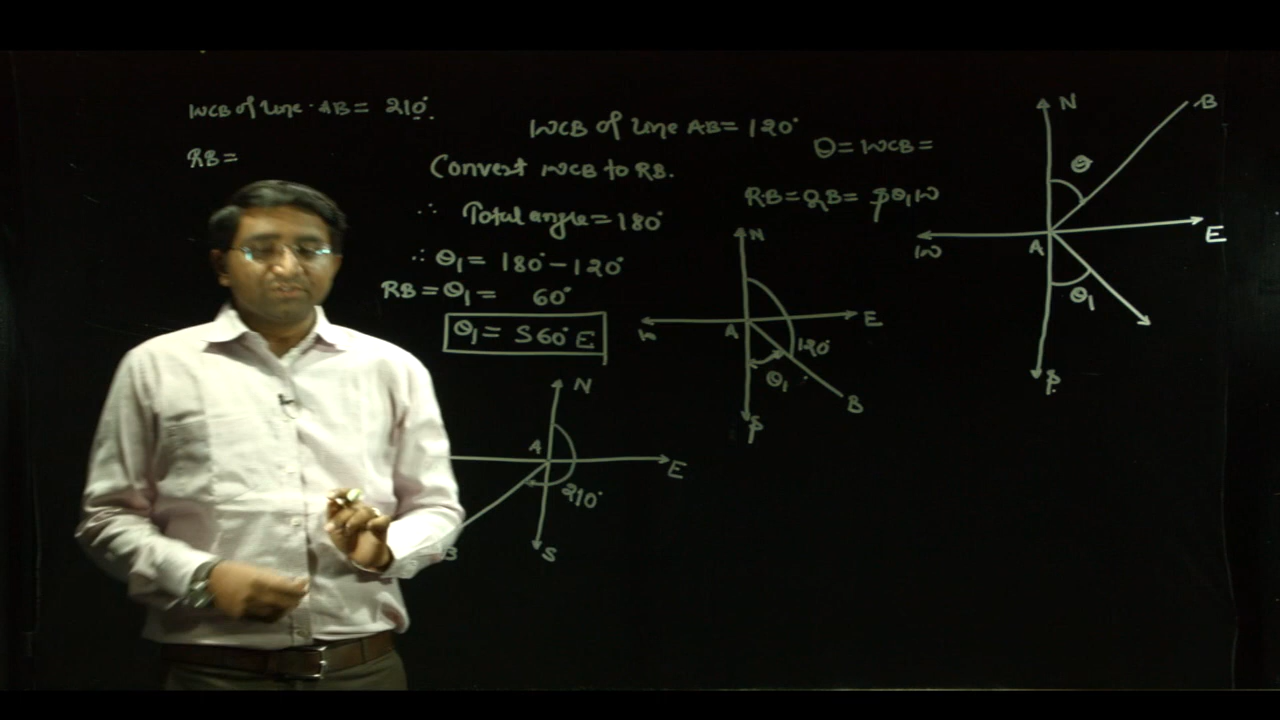 WCB of line AB = 210°.
RB =
WCB of line AB = 120°
Convert WCB to RB.
∴ Total angle = 180°
∴ θ₁ = 180° - 120°
RB = θ₁ = 60°
θ₁ = S60°E
θ = WCB =
R.B = QB = Sθ₁W
N
B
θ
E
W
A
θ₁
S
N
E
W
A
120°
θ₁
B
S
N
A
E
210°
B
S